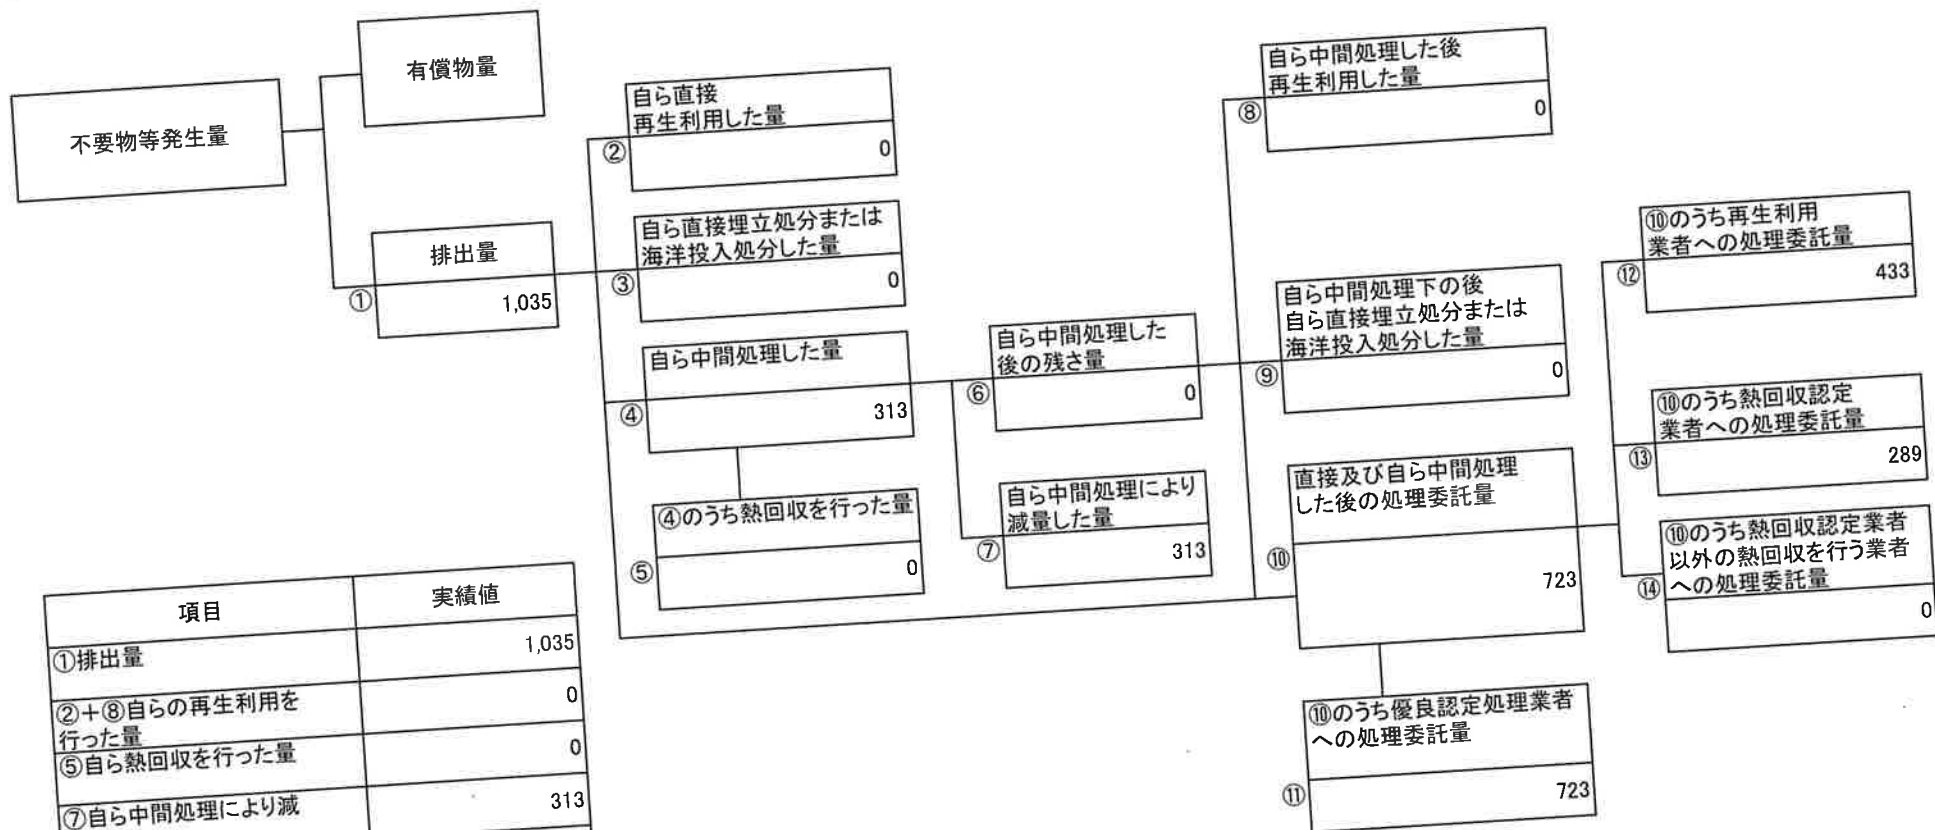 不要物等発生量
有償物量
①
排出量
1,035
②
自ら直接
再生利用した量
0
③
自ら直接埋立処分または
海洋投入処分した量
0
④
自ら中間処理した量
313
⑤
④のうち熱回収を行った量
0
⑥
自ら中間処理した
後の残さ量
0
⑦
自ら中間処理により
減量した量
313
⑧
自ら中間処理した後
再生利用した量
0
⑨
自ら中間処理下の後
自ら直接埋立処分または
海洋投入処分した量
0
⑩
直接及び自ら中間処理
した後の処理委託量
723
⑪
⑩のうち優良認定処理業者
への処理委託量
723
⑫
⑩のうち再生利用
業者への処理委託量
433
⑬
⑩のうち熱回収認定
業者への処理委託量
289
⑭
⑩のうち熱回収認定業者
以外の熱回収を行う業者
への処理委託量
0
項目 実績値
①排出量 1,035
②＋⑧自らの再生利用を
行った量 0
⑤自ら熱回収を行った量 0
⑦自ら中間処理により減 313